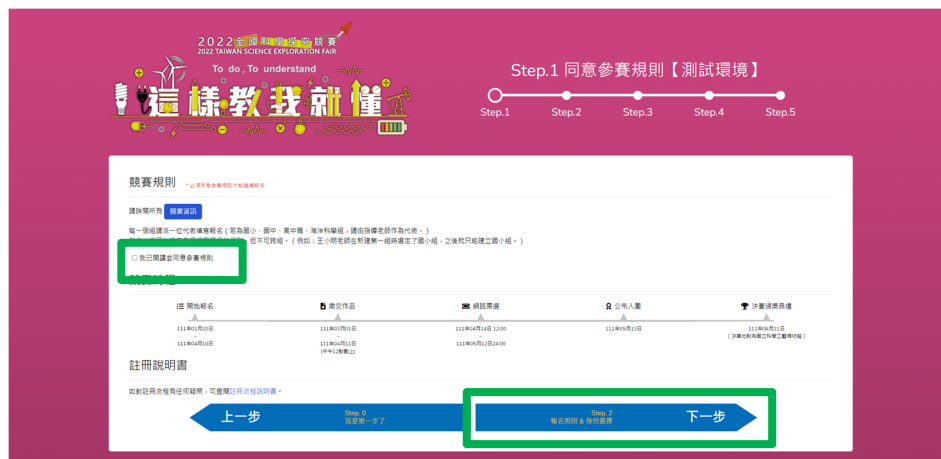 2022全國科學探究競賽
2022 TAIWAN SCIENCE EXPLORATION FAIR
To do , To understand
這樣教我就懂
Step.1 同意參賽規則【測試環境】
Step.1 Step.2 Step.3 Step.4 Step.5
競賽規則 *必須同意參賽規則才能繼續報名
請詳閱所有 競賽資訊
每一個組請派一位代表填寫報名(若為國小、國中、高中職、海洋科學組,請由指導老師作為代表。)
但不可跨組。(例如:王小明老師在新建第一組時選定了國小組,之後就只能建立國小組。)
我已閱讀並同意參賽規則
開始報名 繳交作品 網路票選 公布入圍 決賽頒獎典禮
111年01月20日 111年03月01日 111年04月14日 12:00 111年05月13日 111年06月11日
~ ~ ~ (決賽地點為國立科學工藝博物館)
111年04月10日 111年04月11日 111年05月12日24:00
(中午12點截止)
註冊說明書
如對註冊流程有任何疑問,可查閱註冊流程說明書。
上一步 Step. 0 Step. 2 下一步
這是第一步了 報名規則 & 身份選擇